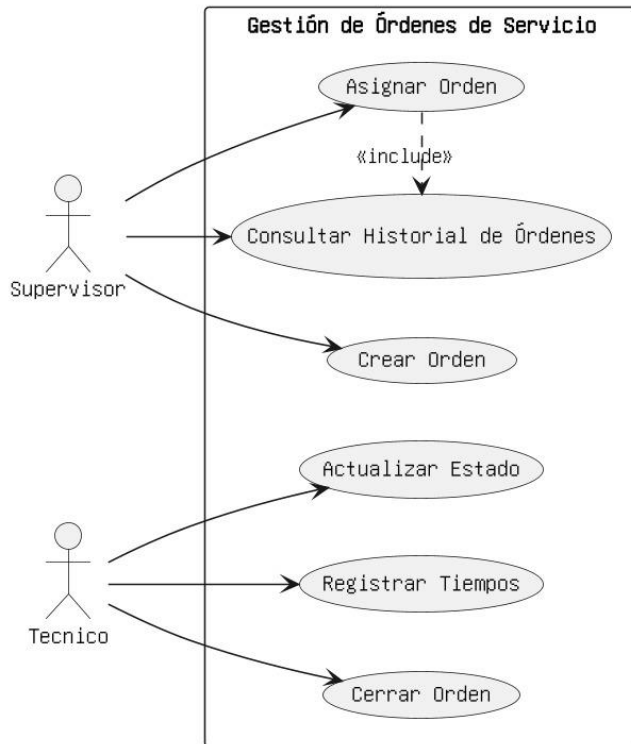 Gestión de Órdenes de Servicio
Asignar Orden
«include»
Consultar Historial de Órdenes
Supervisor
Crear Orden
Actualizar Estado
Registrar Tiempos
Tecnico
Cerrar Orden